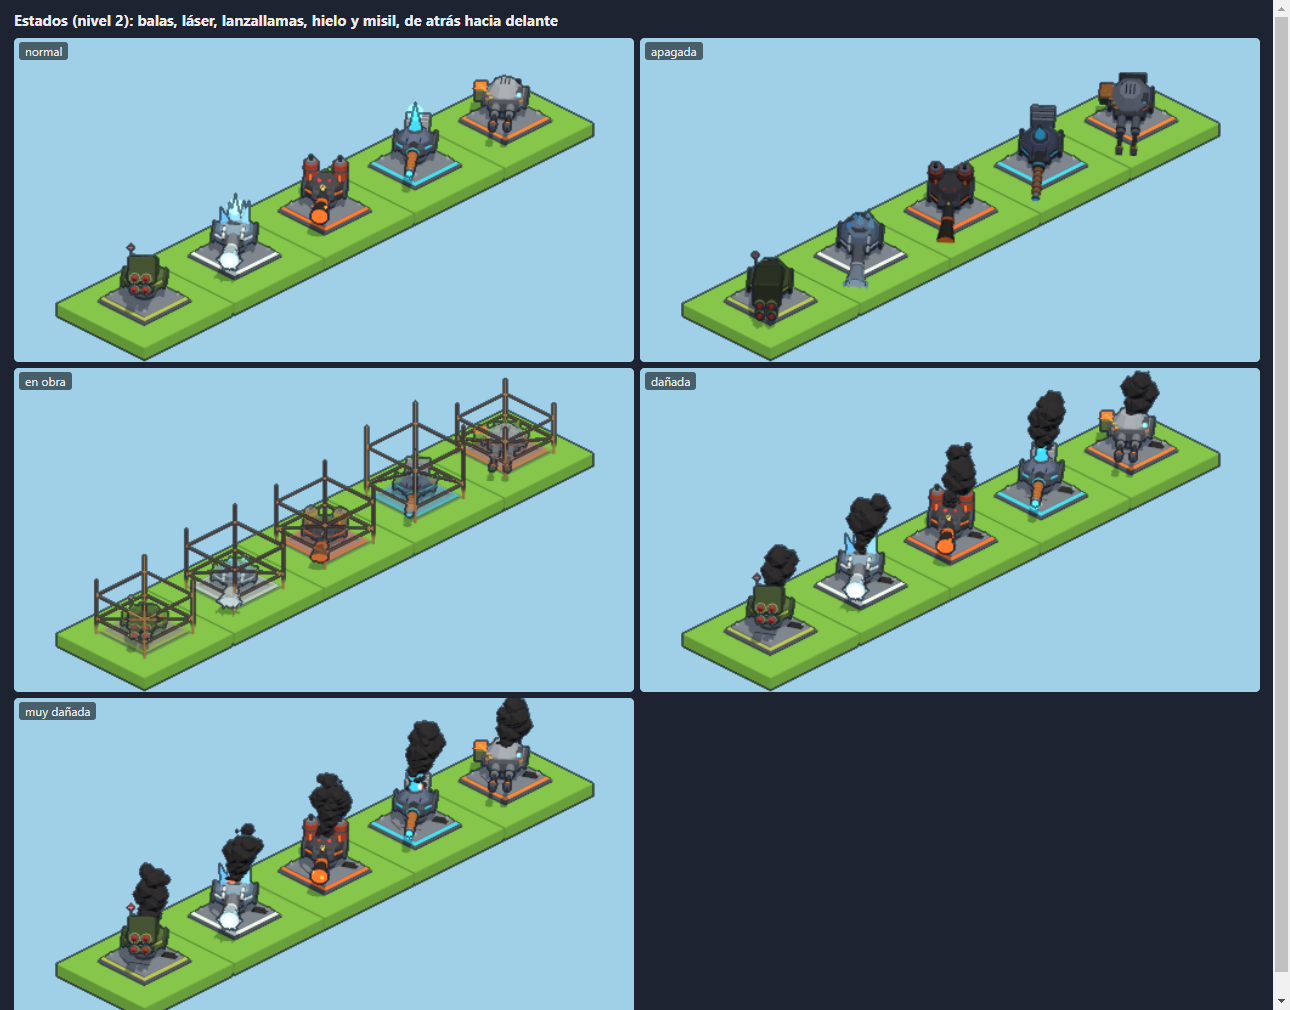 Estados (nivel 2): balas, láser, lanzallamas, hielo y misil, de atrás hacia delante
normal
apagada
en obra
dañada
muy dañada